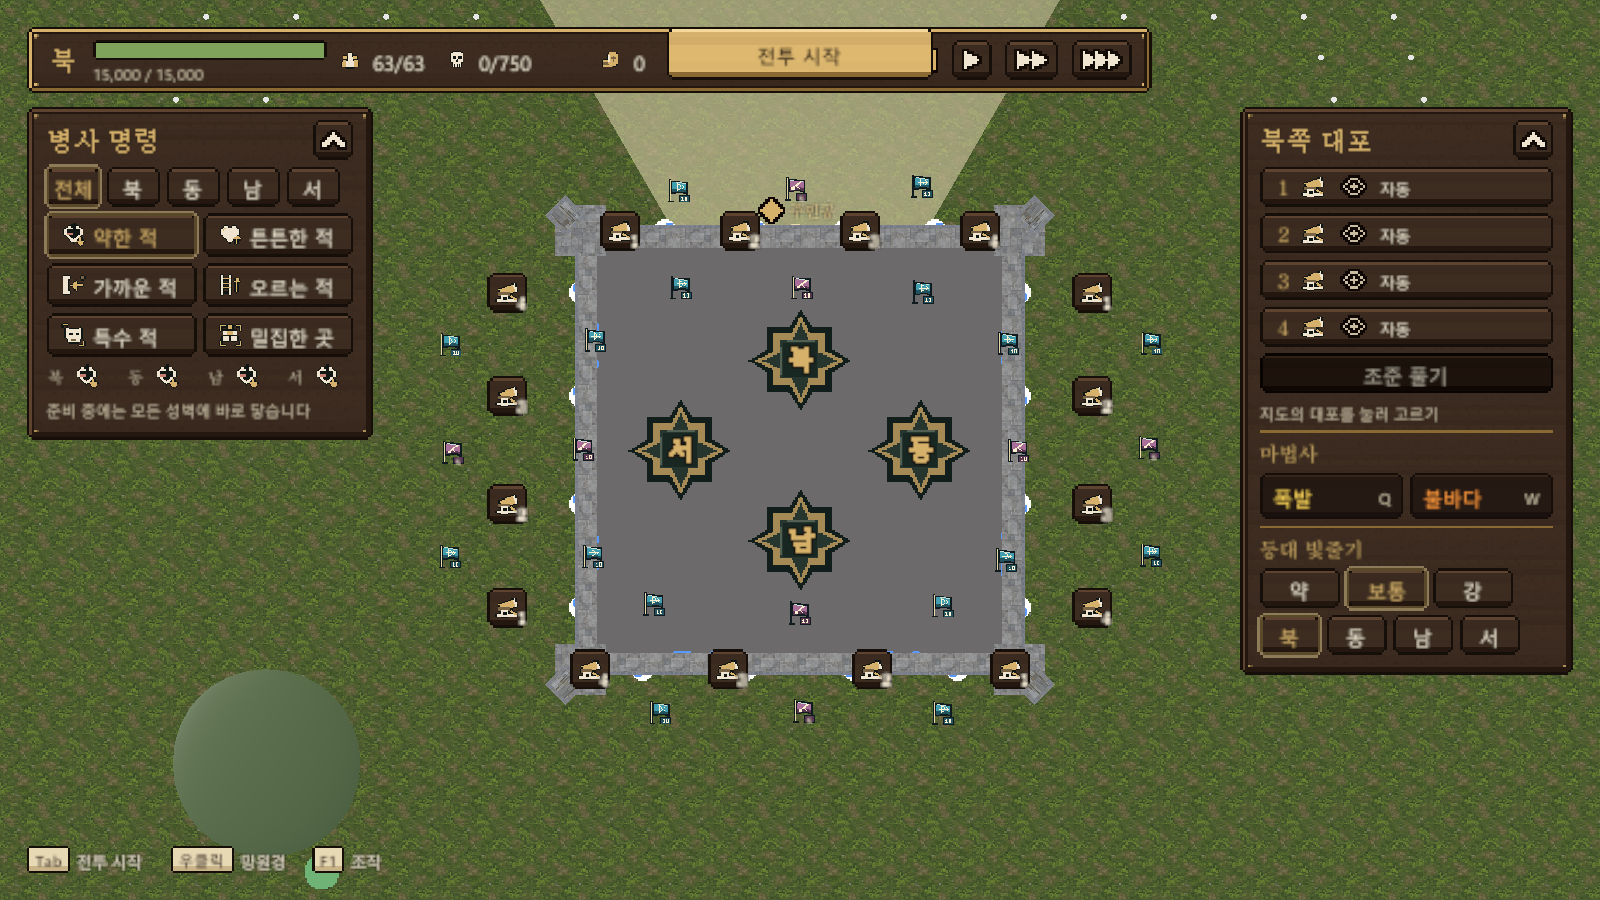 북
15,000 / 15,000
63/63
0/750
0
전투 시작
병사 명령
전체 북 동 남 서
약한 적 튼튼한 적
가까운 적 오르는 적
특수 적 밀집한 곳
북 동 남 서
준비 중에는 모든 성벽에 바로 닿습니다
북쪽 대포
1 자동
2 자동
3 자동
4 자동
조준 풀기
지도의 대포를 눌러 고르기
마법사
폭발 Q 불바다 W
등대 빛줄기
약 보통 강
북 동 남 서
북
서 동
남
Tab 전투 시작 우클릭 망원경 F1 조작